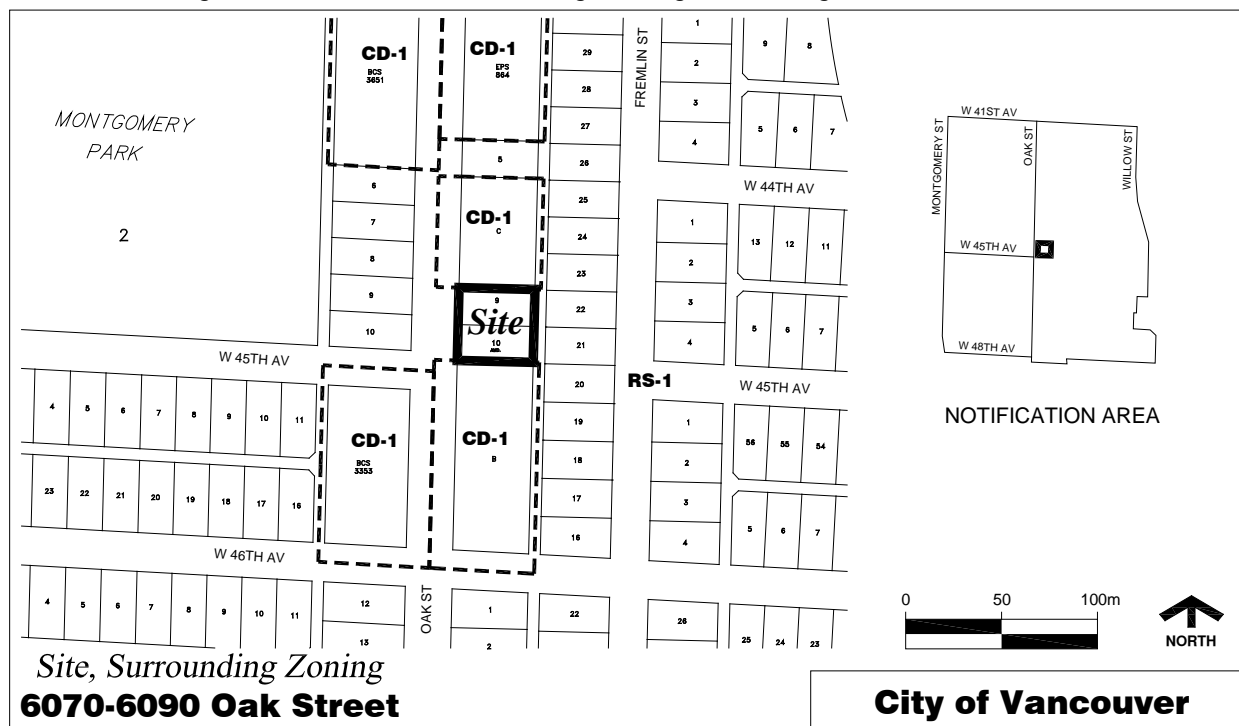 CD-1
BCS
3651
CD-1
EPS
864
MONTGOMERY
PARK
2
29
28
27
26
25
24
23
22
21
20
19
18
17
16
FREMLIN ST
1
2
3
4
9
8
5
6
7
W 44TH AV
5
6
7
8
9
10
CD-1
C
9
Site
10
1
2
3
4
13
12
11
5
6
7
W 45TH AV
RS-1
W 45TH AV
4
5
6
7
8
9
10
11
CD-1
BCS
3353
CD-1
B
1
2
3
4
56
55
54
5
6
7
23
22
21
20
19
18
17
16
W 46TH AV
4
5
6
7
8
9
10
11
12
13
OAK ST
1
2
22
26
25
24
23
W 41ST AV
MONTGOMERY ST
OAK ST
WILLOW ST
W 45TH AV
W 48TH AV
NOTIFICATION AREA
0 50 100m
NORTH
Site, Surrounding Zoning
6070-6090 Oak Street
City of Vancouver